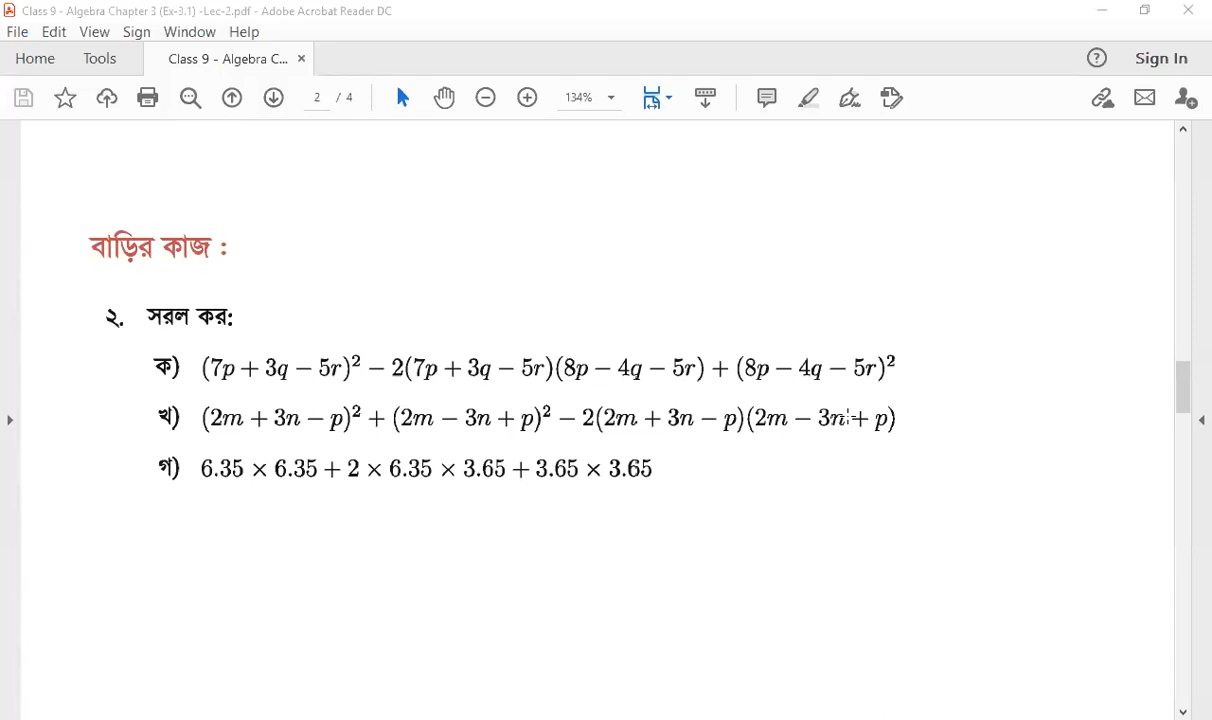 Class 9 - Algebra Chapter 3 (Ex-3.1) -Lec-2.pdf - Adobe Acrobat Reader DC
File Edit View Sign Window Help
Home Tools Class 9 - Algebra C... × Sign In
2 / 4 134%
বাড়ির কাজ :
২. সরল কর:
ক) (7p + 3q − 5r)² − 2(7p + 3q − 5r)(8p − 4q − 5r) + (8p − 4q − 5r)²
খ) (2m + 3n − p)² + (2m − 3n + p)² − 2(2m + 3n − p)(2m − 3n + p)
গ) 6.35 × 6.35 + 2 × 6.35 × 3.65 + 3.65 × 3.65